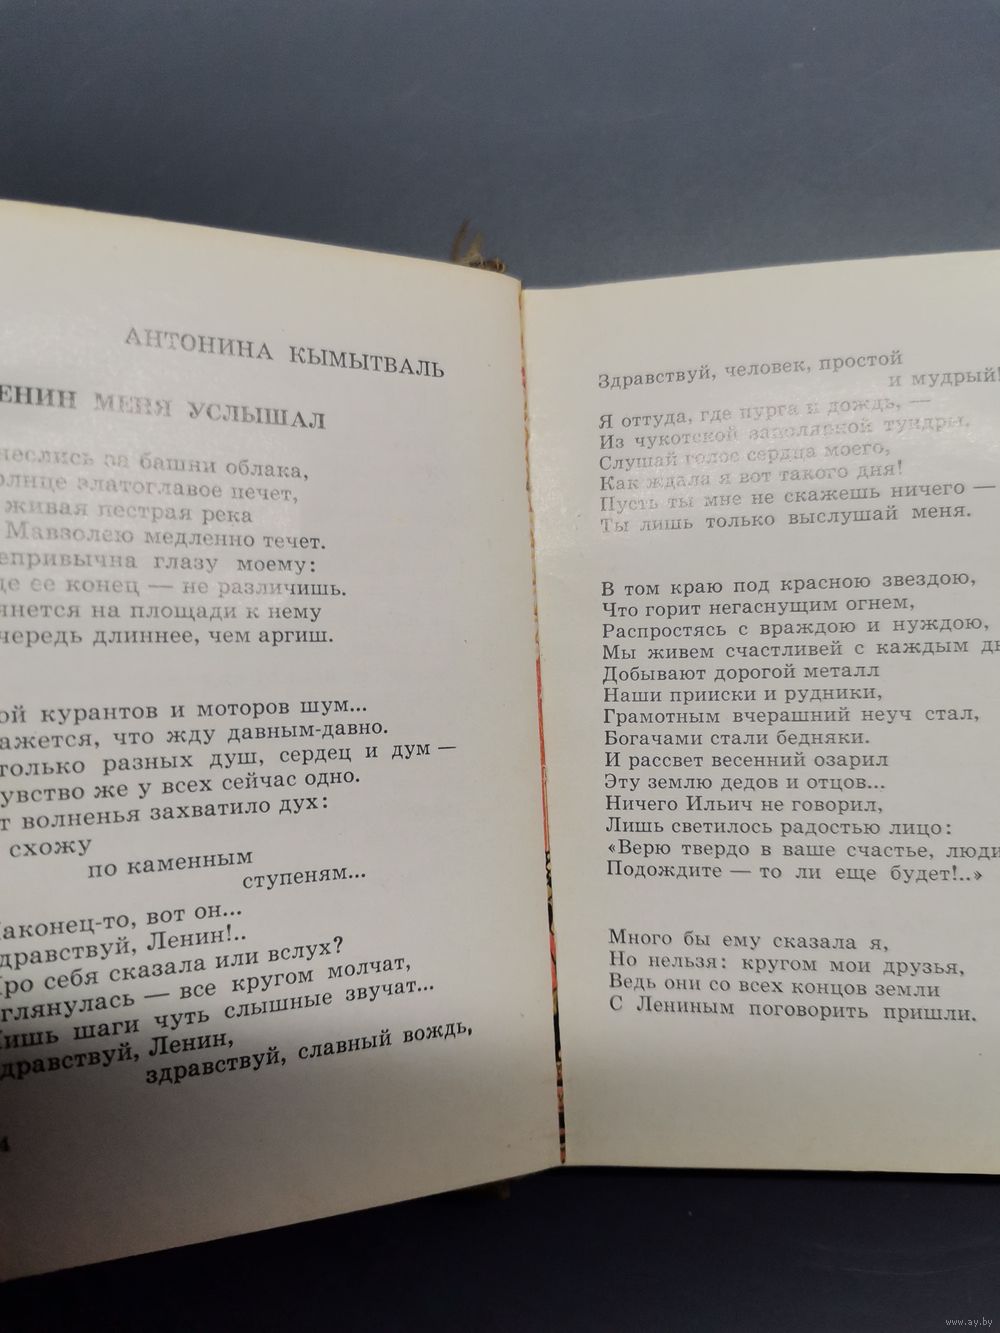 АНТОНИНА КЫМЫТВАЛЬ
ЕНИН МЕНЯ УСЛЫШАЛ
неслись за башни облака,
олнце златоглавое печет,
живая пестрая река
Мавзолею медленно течет.
епривычна глазу моему:
де ее конец — не различишь.
янется на площади к нему
чередь длиннее, чем аргиш.
ой курантов и моторов шум...
ажется, что жду давным-давно.
только разных душ, сердец и дум —
увство же у всех сейчас одно.
т волненья захватило дух:
схожу
по каменным
ступеням...
аконец-то, вот он...
дравствуй, Ленин!..
ро себя сказала или вслух?
глянулась — все кругом молчат,
ишь шаги чуть слышные звучат...
дравствуй, Ленин,
здравствуй, славный вождь,
4
Здравствуй, человек, простой
и мудрый!
Я оттуда, где пурга и дождь, —
Из чукотской заполярной тундры.
Слушай голос сердца моего,
Как ждала я вот такого дня!
Пусть ты мне не скажешь ничего —
Ты лишь только выслушай меня.
В том краю под красною звездою,
Что горит негаснущим огнем,
Распростясь с враждою и нуждою,
Мы живем счастливей с каждым дн
Добывают дорогой металл
Наши прииски и рудники,
Грамотным вчерашний неуч стал,
Богачами стали бедняки.
И рассвет весенний озарил
Эту землю дедов и отцов...
Ничего Ильич не говорил,
Лишь светилось радостью лицо:
«Верю твердо в ваше счастье, люди
Подождите — то ли еще будет!..»
Много бы ему сказала я,
Но нельзя: кругом мои друзья,
Ведь они со всех концов земли
С Лениным поговорить пришли.
www.ay.by